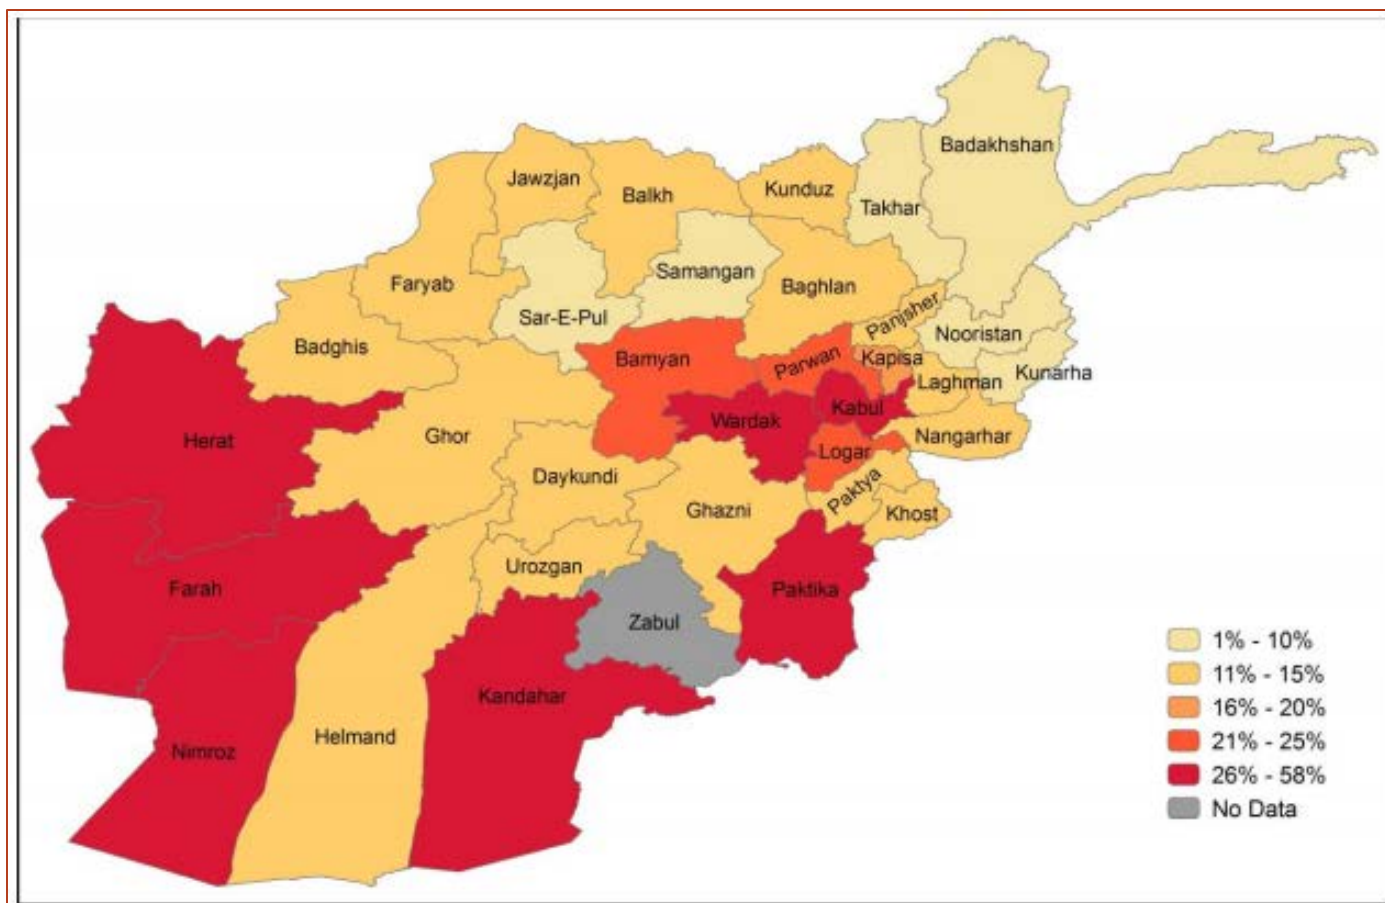 Badakhshan
Jawzjan
Balkh
Kunduz
Takhar
Faryab
Samangan
Baghlan
Sar-E-Pul
Panjsher
Nooristan
Badghis
Bamyan
Parwan
Kapisa
Laghman
Kunarha
Herat
Ghor
Wardak
Kabul
Nangarhar
Logar
Daykundi
Ghazni
Paktya
Khost
Urozgan
Farah
Zabul
Paktika
Kandahar
Helmand
Nimroz
1% - 10%
11% - 15%
16% - 20%
21% - 25%
26% - 58%
No Data